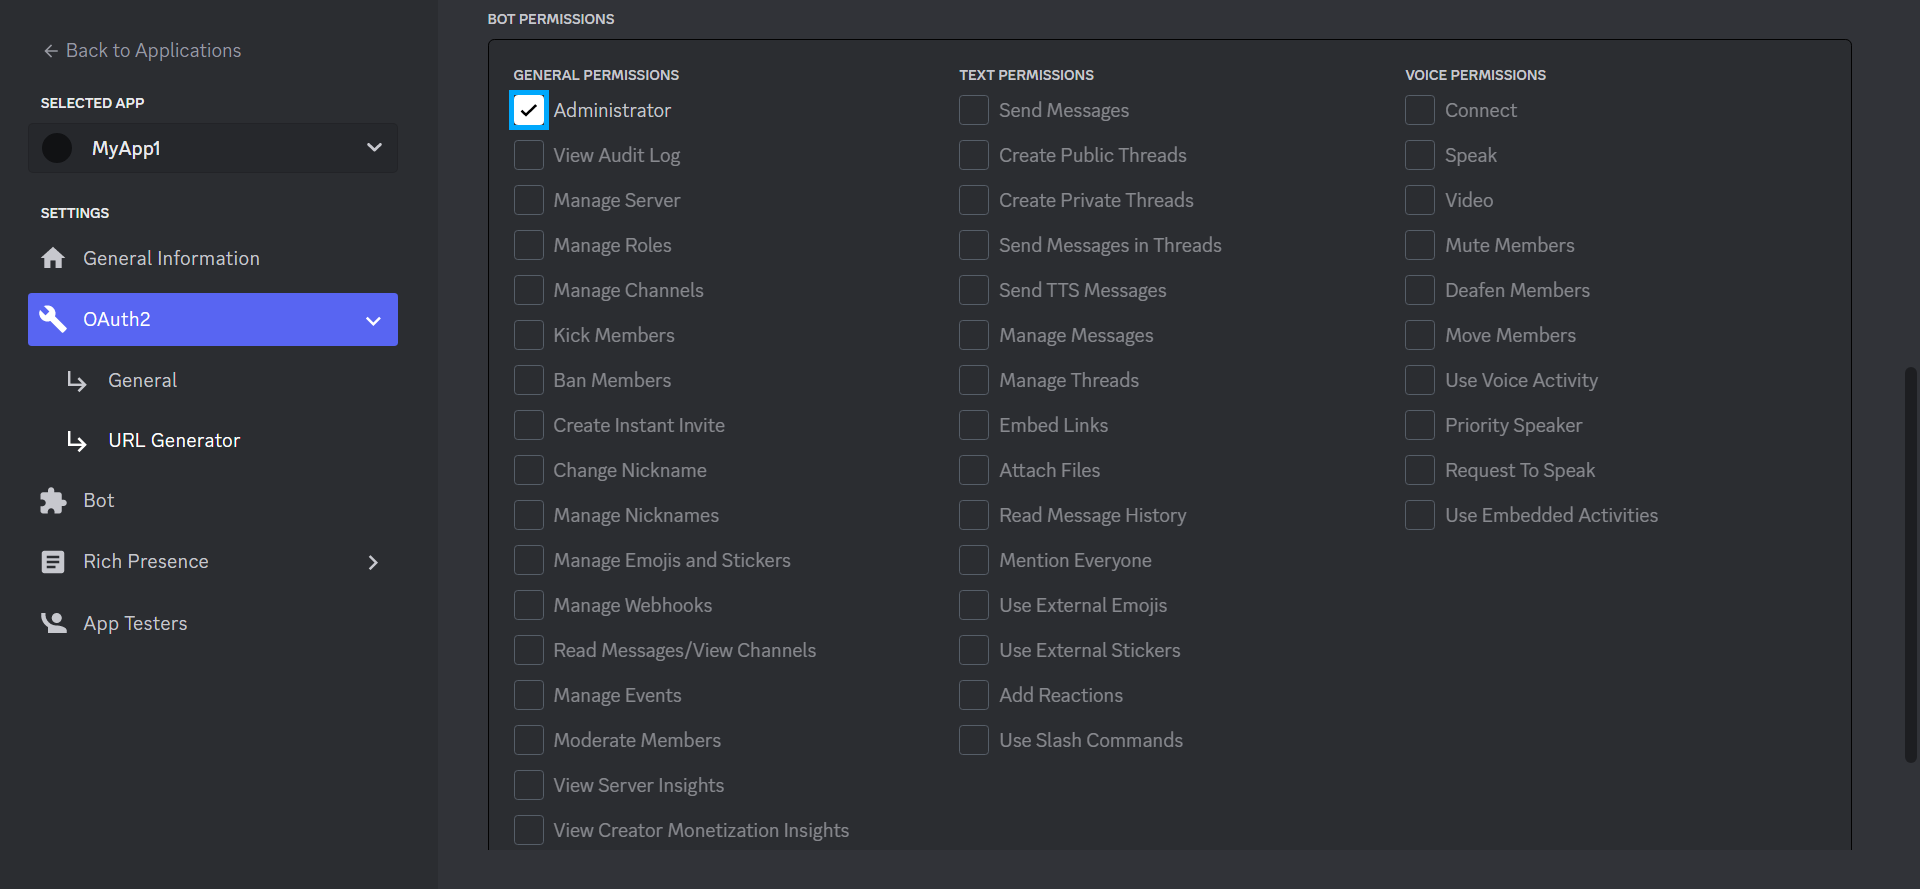 Back to Applications
SELECTED APP
MyApp1
SETTINGS
General Information
OAuth2
General
URL Generator
Bot
Rich Presence
App Testers
BOT PERMISSIONS
GENERAL PERMISSIONS
Administrator
View Audit Log
Manage Server
Manage Roles
Manage Channels
Kick Members
Ban Members
Create Instant Invite
Change Nickname
Manage Nicknames
Manage Emojis and Stickers
Manage Webhooks
Read Messages/View Channels
Manage Events
Moderate Members
View Server Insights
View Creator Monetization Insights
TEXT PERMISSIONS
Send Messages
Create Public Threads
Create Private Threads
Send Messages in Threads
Send TTS Messages
Manage Messages
Manage Threads
Embed Links
Attach Files
Read Message History
Mention Everyone
Use External Emojis
Use External Stickers
Add Reactions
Use Slash Commands
VOICE PERMISSIONS
Connect
Speak
Video
Mute Members
Deafen Members
Move Members
Use Voice Activity
Priority Speaker
Request To Speak
Use Embedded Activities